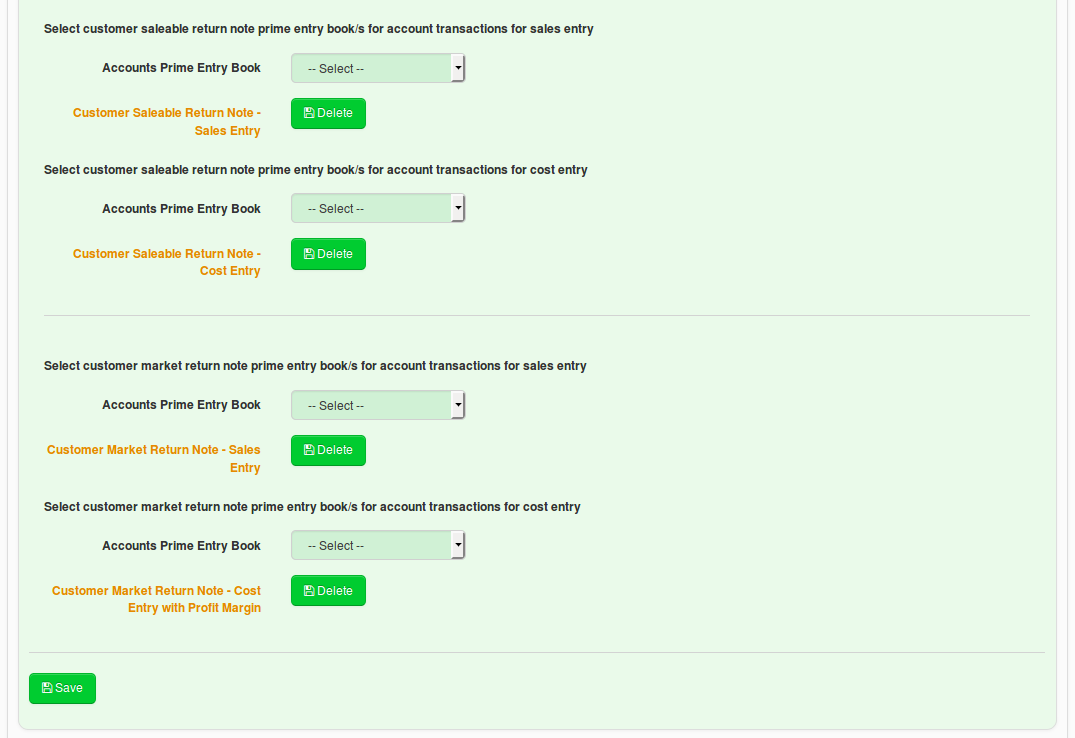 Select customer saleable return note prime entry book/s for account transactions for sales entry
Accounts Prime Entry Book
-- Select --
Customer Saleable Return Note -
Sales Entry
Delete
Select customer saleable return note prime entry book/s for account transactions for cost entry
Accounts Prime Entry Book
-- Select --
Customer Saleable Return Note -
Cost Entry
Delete
Select customer market return note prime entry book/s for account transactions for sales entry
Accounts Prime Entry Book
-- Select --
Customer Market Return Note - Sales
Entry
Delete
Select customer market return note prime entry book/s for account transactions for cost entry
Accounts Prime Entry Book
-- Select --
Customer Market Return Note - Cost
Entry with Profit Margin
Delete
Save